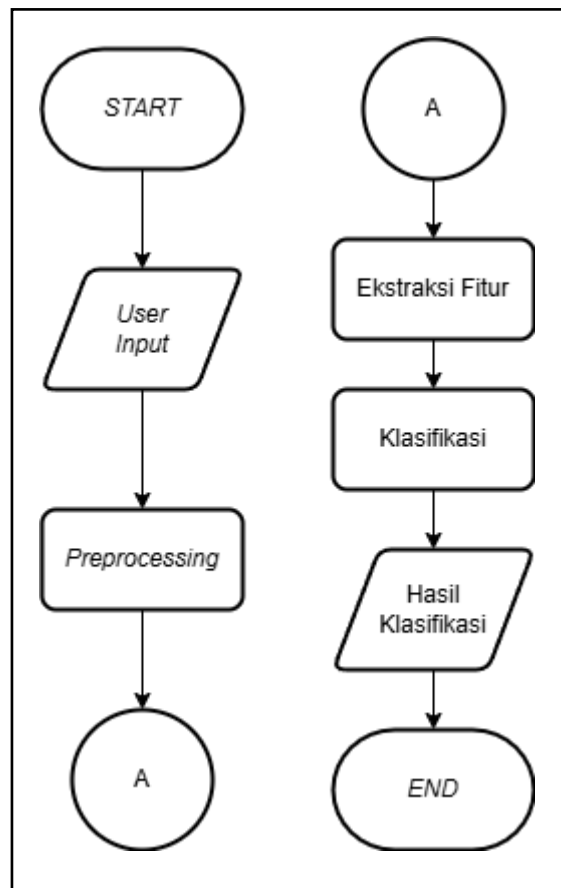 START
User
Input
Preprocessing
A
A
Ekstraksi Fitur
Klasifikasi
Hasil
Klasifikasi
END